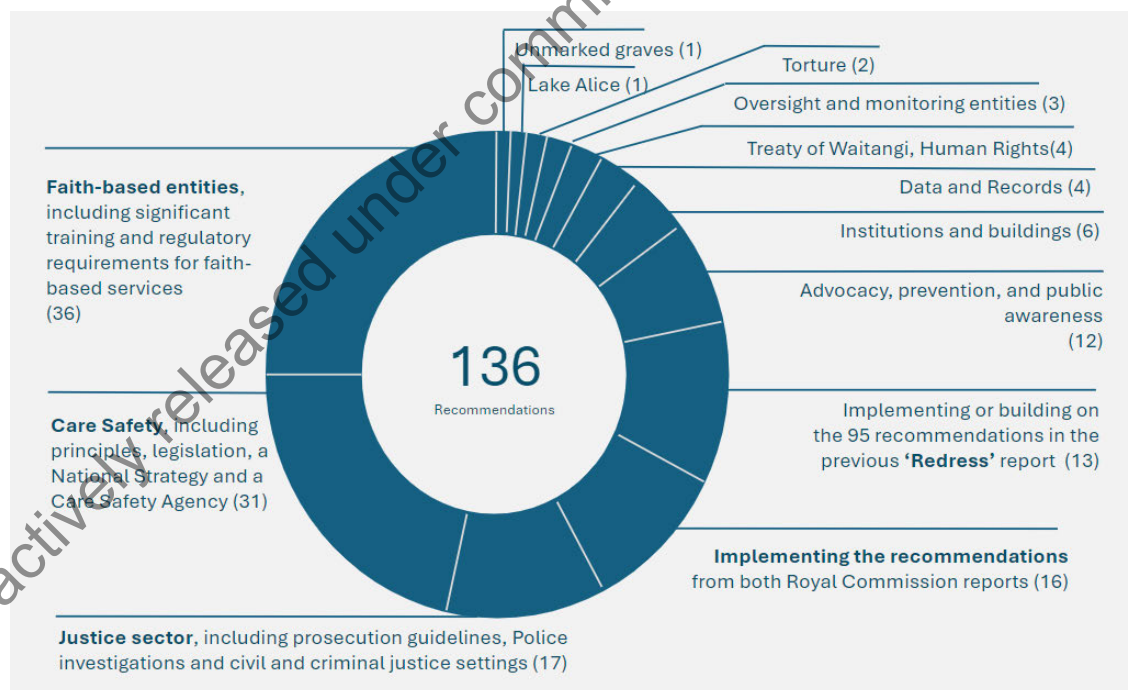 Unmarked graves (1)
Lake Alice (1)
Torture (2)
Oversight and monitoring entities (3)
Treaty of Waitangi, Human Rights(4)
Data and Records (4)
Institutions and buildings (6)
Advocacy, prevention, and public
awareness
(12)
Implementing or building on
the 95 recommendations in the
previous ‘Redress’ report (13)
Implementing the recommendations
from both Royal Commission reports (16)
Justice sector, including prosecution guidelines, Police
investigations and civil and criminal justice settings (17)
Care Safety, including
principles, legislation, a
National Strategy and a
Care Safety Agency (31)
Faith-based entities,
including significant
training and regulatory
requirements for faith-
based services
(36)
136
Recommendations
actively released under comm